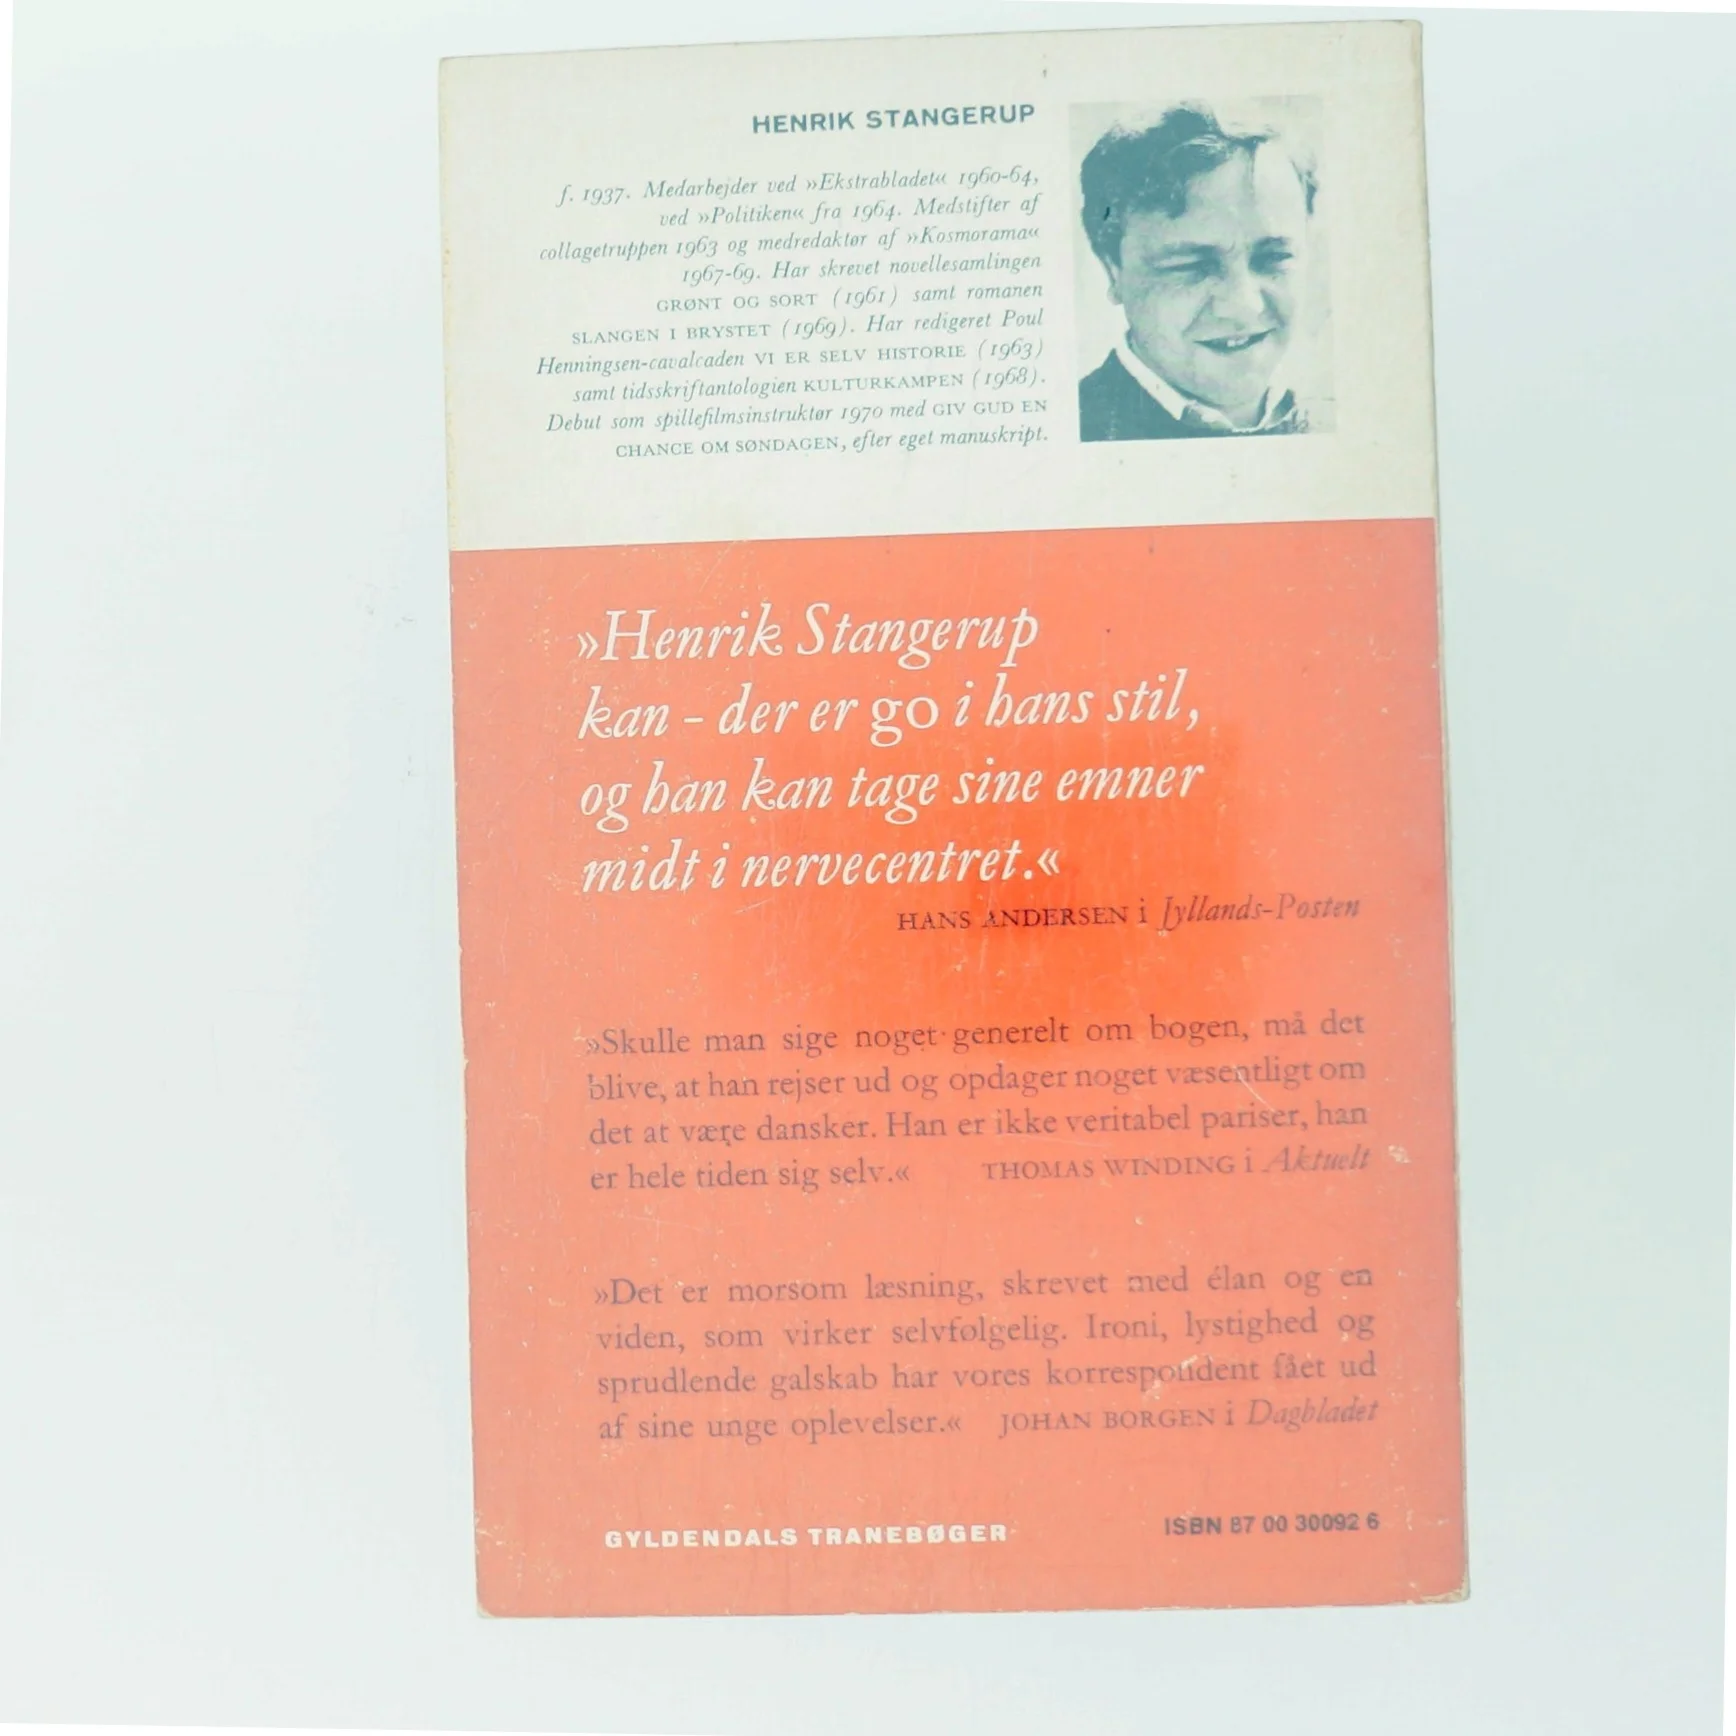 HENRIK STANGERUP
f. 1937. Medarbejder ved »Ekstrabladet« 1960-64,
ved »Politiken« fra 1964. Medstifter af
collagetruppen 1963 og medredaktør af »Kosmorama«
1967-69. Har skrevet novellesamlingen
GRØNT OG SORT (1961) samt romanen
SLANGEN I BRYSTET (1969). Har redigeret Poul
Henningsen-cavalcaden VI ER SELV HISTORIE (1963)
samt tidsskriftantologien KULTURKAMPEN (1968).
Debut som spillefilmsinstruktør 1970 med GIV GUD EN
CHANCE OM SØNDAGEN, efter eget manuskript.
»Henrik Stangerup
kan – der er go i hans stil,
og han kan tage sine emner
midt i nervecentret.«
HANS ANDERSEN i Jyllands-Posten
»Skulle man sige noget generelt om bogen, må det
blive, at han rejser ud og opdager noget væsentligt om
det at være dansker. Han er ikke veritabel pariser, han
er hele tiden sig selv.« THOMAS WINDING i Aktuelt
»Det er morsom læsning, skrevet med élan og en
viden, som virker selvfølgelig. Ironi, lystighed og
sprudlende galskab har vores korrespondent fået ud
af sine unge oplevelser.« JOHAN BORGEN i Dagbladet
GYLDENDALS TRANEBØGER ISBN 87 00 30092 6